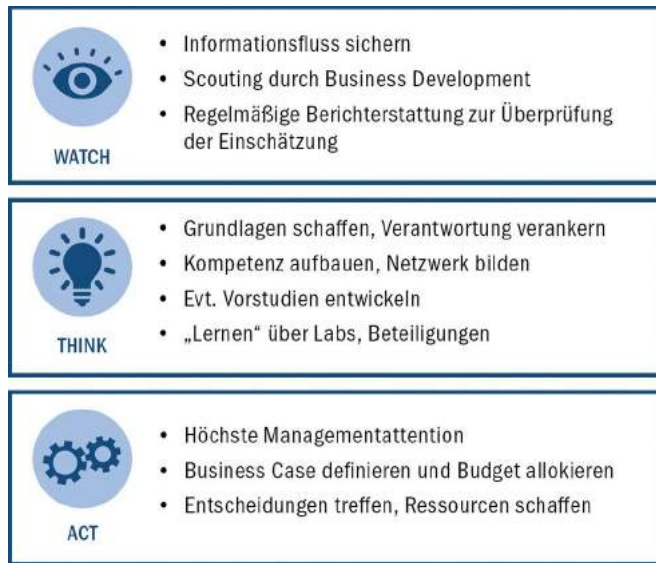 • Informationsfluss sichern
• Scouting durch Business Development
• Regelmäßige Berichterstattung zur Überprüfung
der Einschätzung
WATCH
• Grundlagen schaffen, Verantwortung verankern
• Kompetenz aufbauen, Netzwerk bilden
• Evt. Vorstudien entwickeln
• „Lernen“ über Labs, Beteiligungen
THINK
• Höchste Managementattention
• Business Case definieren und Budget allokieren
• Entscheidungen treffen, Ressourcen schaffen
ACT